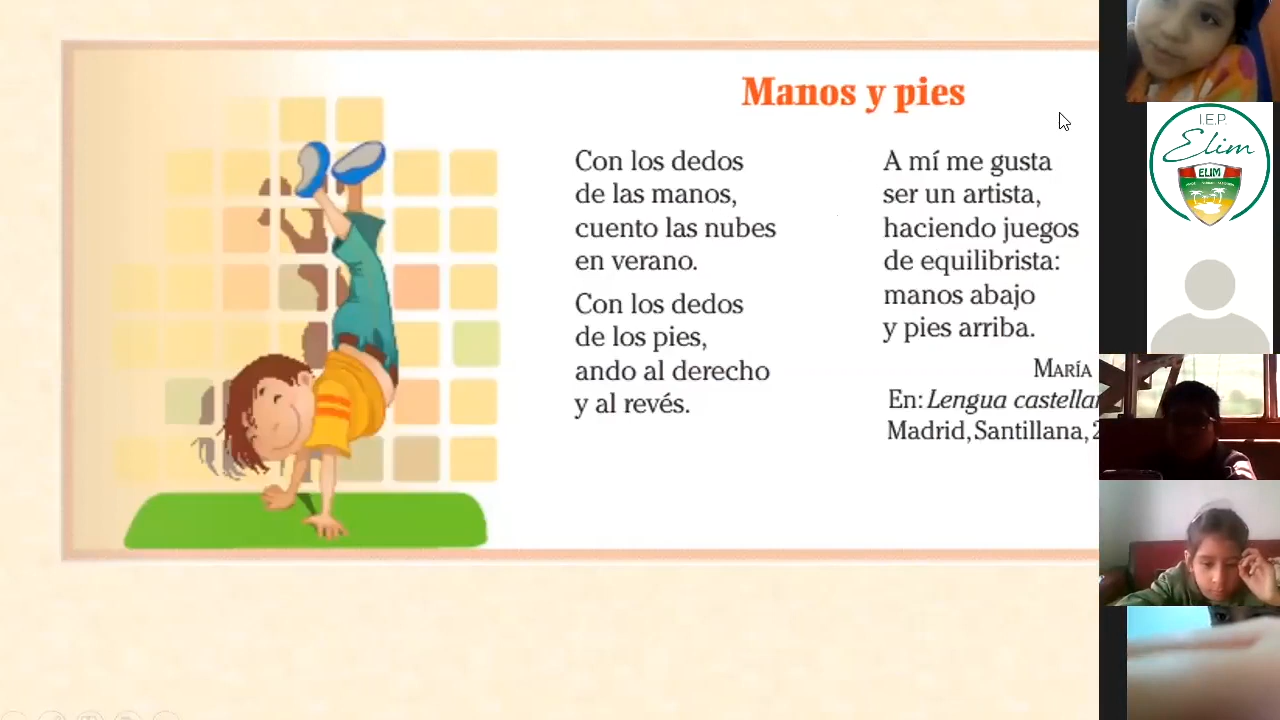 Manos y pies
Con los dedos
de las manos,
cuento las nubes
en verano.
Con los dedos
de los pies,
ando al derecho
y al revés.
A mí me gusta
ser un artista,
haciendo juegos
de equilibrista:
manos abajo
y pies arriba.
MARÍA
En: Lengua
Madrid, Santillana,
I.E.P.
Elim
ELIM